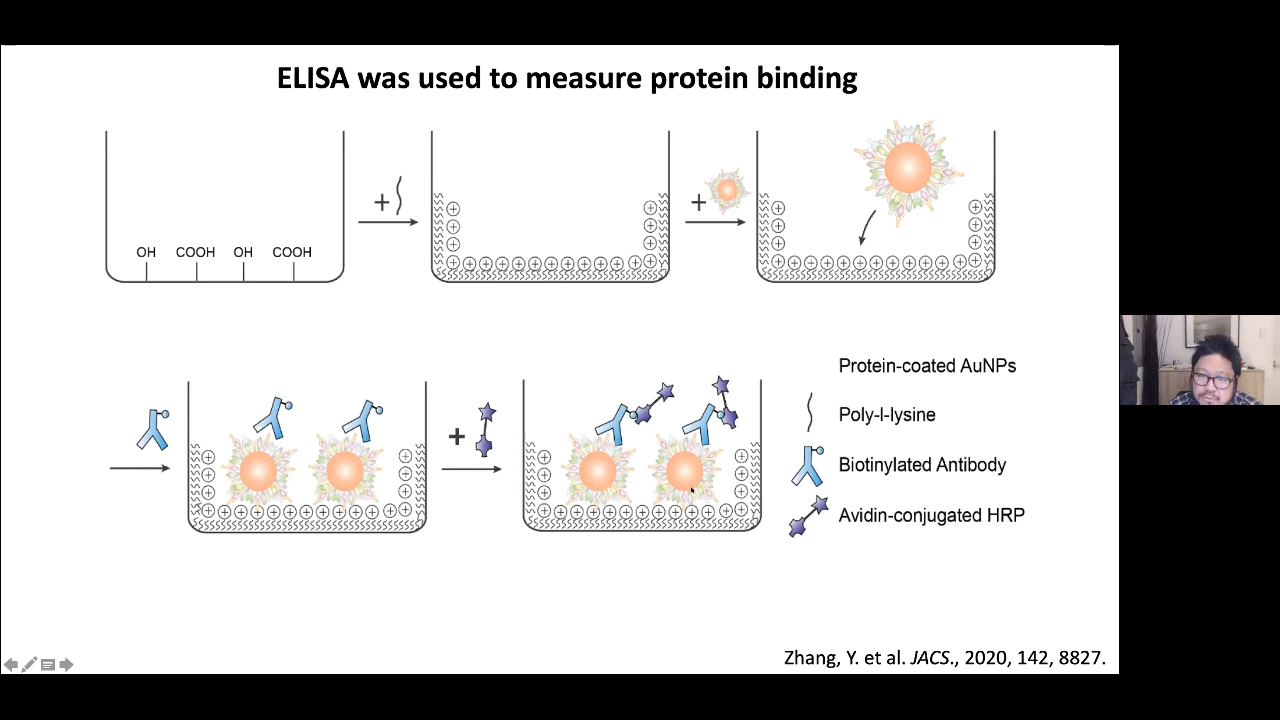 ELISA was used to measure protein binding
OH COOH OH COOH
+
+
+
Protein-coated AuNPs
Poly-l-lysine
Biotinylated Antibody
Avidin-conjugated HRP
Zhang, Y. et al. JACS., 2020, 142, 8827.